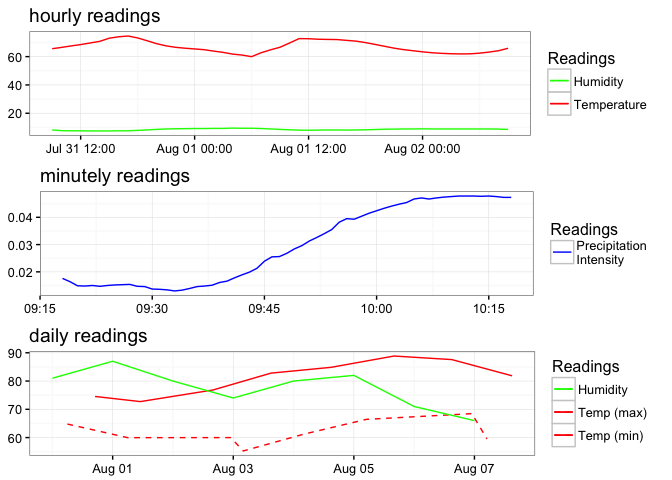 hourly readings
60
40
20
Jul 31 12:00 Aug 01 00:00 Aug 01 12:00 Aug 02 00:00
Readings
Humidity
Temperature
minutely readings
0.04
0.03
0.02
09:15 09:30 09:45 10:00 10:15
Readings
Precipitation
Intensity
daily readings
90
80
70
60
Aug 01 Aug 03 Aug 05 Aug 07
Readings
Humidity
Temp (max)
Temp (min)